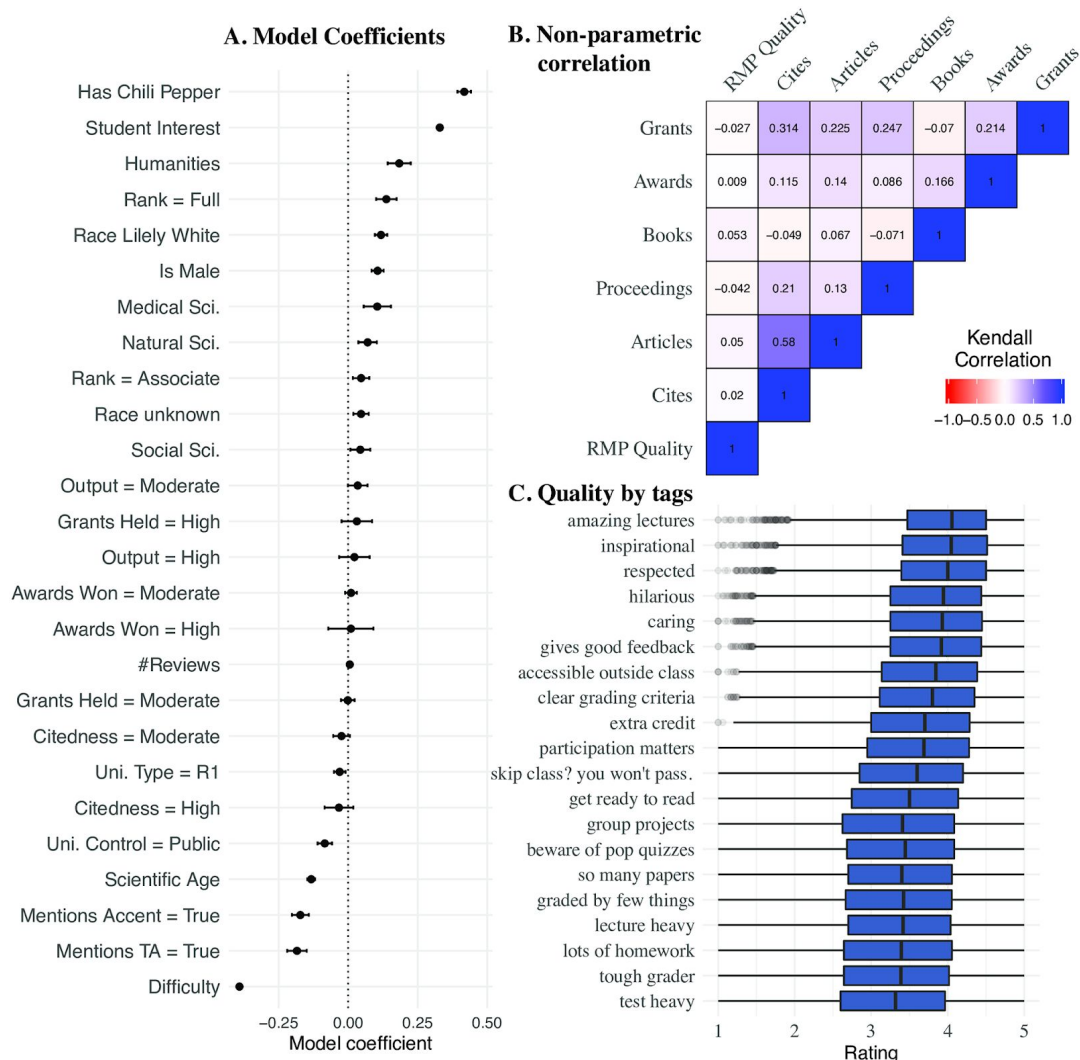 A. Model Coefficients
Has Chili Pepper
Student Interest
Humanities
Rank = Full
Race Lilely White
Is Male
Medical Sci.
Natural Sci.
Rank = Associate
Race unknown
Social Sci.
Output = Moderate
Grants Held = High
Output = High
Awards Won = Moderate
Awards Won = High
#Reviews
Grants Held = Moderate
Citedness = Moderate
Uni. Type = R1
Citedness = High
Uni. Control = Public
Scientific Age
Mentions Accent = True
Mentions TA = True
Difficulty
−0.25 0.00 0.25 0.50
Model coefficient
B. Non-parametric
correlation
RMP Quality Cites Articles Proceedings Books Awards Grants
Grants −0.027 0.314 0.225 0.247 −0.07 0.214 1
Awards 0.009 0.115 0.14 0.086 0.166 1
Books 0.053 −0.049 0.067 −0.071 1
Proceedings −0.042 0.21 0.13 1
Articles 0.05 0.58 1
Cites 0.02 1
RMP Quality 1
Kendall
Correlation
−1.0−0.5 0.0 0.5 1.0
C. Quality by tags
amazing lectures
inspirational
respected
hilarious
caring
gives good feedback
accessible outside class
clear grading criteria
extra credit
participation matters
skip class? you won't pass.
get ready to read
group projects
beware of pop quizzes
so many papers
graded by few things
lecture heavy
lots of homework
tough grader
test heavy
1 2 3 4 5
Rating